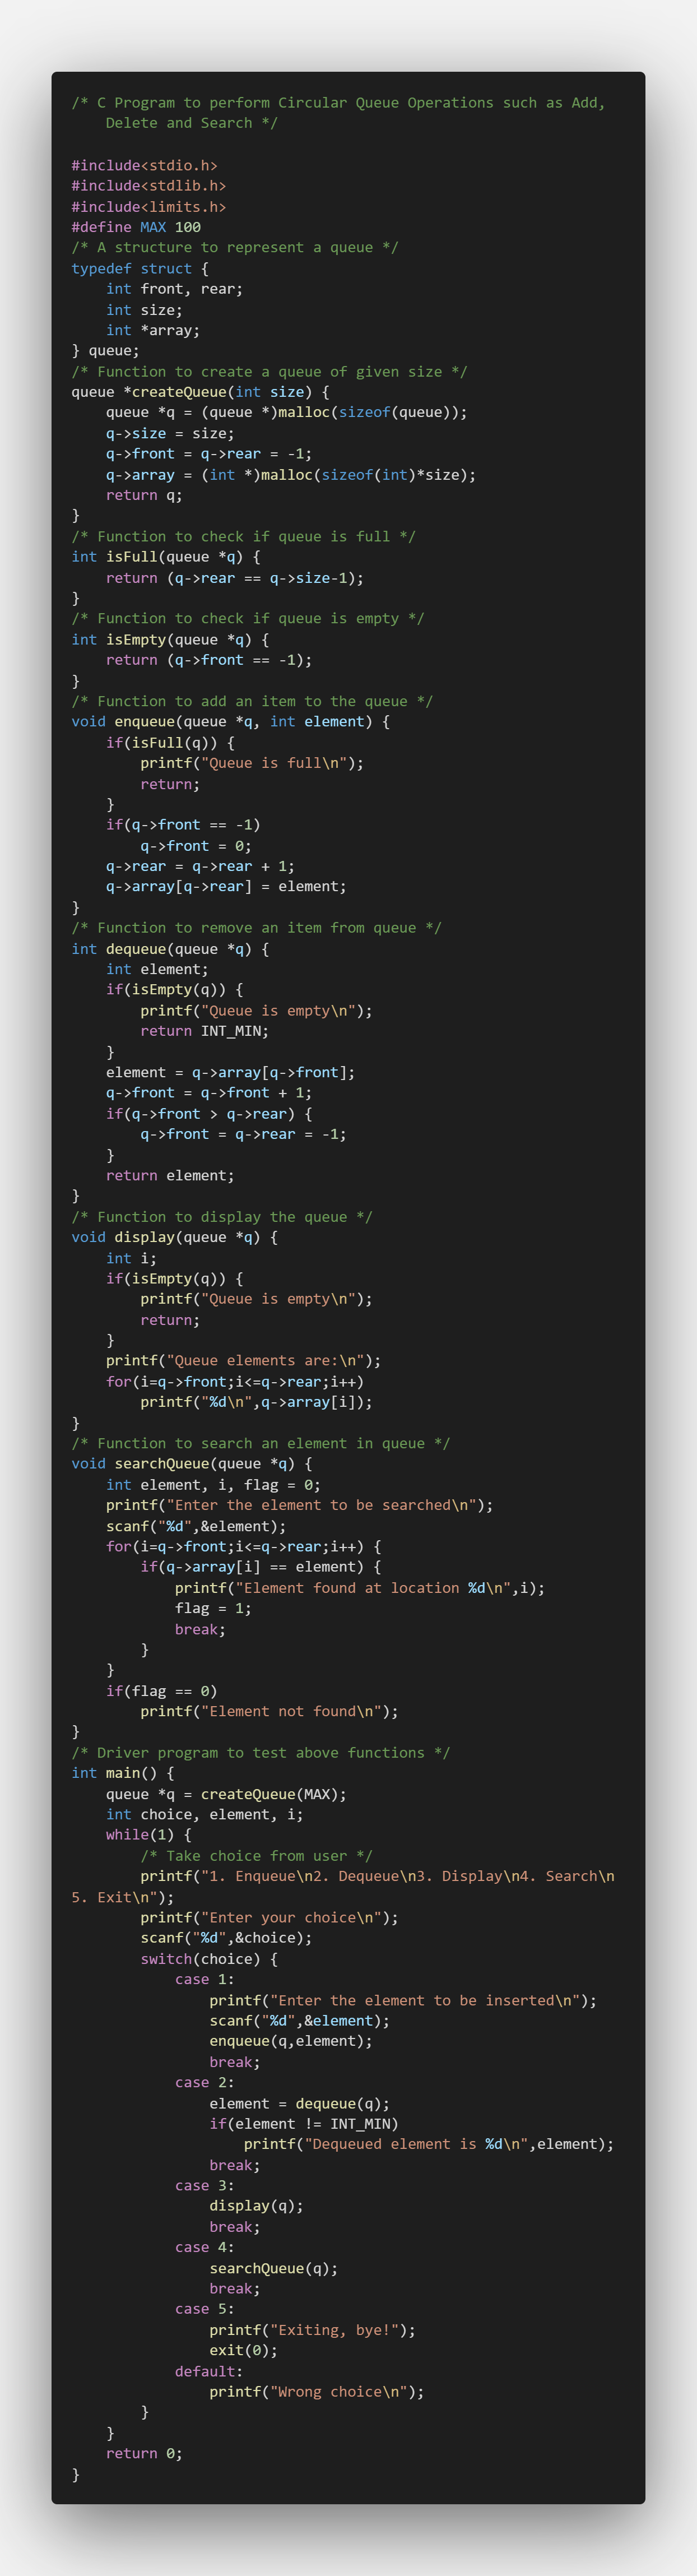 /* C Program to perform Circular Queue Operations such as Add,
    Delete and Search */

#include<stdio.h>
#include<stdlib.h>
#include<limits.h>
#define MAX 100
/* A structure to represent a queue */
typedef struct {
    int front, rear;
    int size;
    int *array;
} queue;
/* Function to create a queue of given size */
queue *createQueue(int size) {
    queue *q = (queue *)malloc(sizeof(queue));
    q->size = size;
    q->front = q->rear = -1;
    q->array = (int *)malloc(sizeof(int)*size);
    return q;
}
/* Function to check if queue is full */
int isFull(queue *q) {
    return (q->rear == q->size-1);
}
/* Function to check if queue is empty */
int isEmpty(queue *q) {
    return (q->front == -1);
}
/* Function to add an item to the queue */
void enqueue(queue *q, int element) {
    if(isFull(q)) {
        printf("Queue is full\n");
        return;
    }
    if(q->front == -1)
        q->front = 0;
    q->rear = q->rear + 1;
    q->array[q->rear] = element;
}
/* Function to remove an item from queue */
int dequeue(queue *q) {
    int element;
    if(isEmpty(q)) {
        printf("Queue is empty\n");
        return INT_MIN;
    }
    element = q->array[q->front];
    q->front = q->front + 1;
    if(q->front > q->rear) {
        q->front = q->rear = -1;
    }
    return element;
}
/* Function to display the queue */
void display(queue *q) {
    int i;
    if(isEmpty(q)) {
        printf("Queue is empty\n");
        return;
    }
    printf("Queue elements are:\n");
    for(i=q->front;i<=q->rear;i++)
        printf("%d\n",q->array[i]);
}
/* Function to search an element in queue */
void searchQueue(queue *q) {
    int element, i, flag = 0;
    printf("Enter the element to be searched\n");
    scanf("%d",&element);
    for(i=q->front;i<=q->rear;i++) {
        if(q->array[i] == element) {
            printf("Element found at location %d\n",i);
            flag = 1;
            break;
        }
    }
    if(flag == 0)
        printf("Element not found\n");
}
/* Driver program to test above functions */
int main() {
    queue *q = createQueue(MAX);
    int choice, element, i;
    while(1) {
        /* Take choice from user */
        printf("1. Enqueue\n2. Dequeue\n3. Display\n4. Search\n
5. Exit\n");
        printf("Enter your choice\n");
        scanf("%d",&choice);
        switch(choice) {
            case 1:
                printf("Enter the element to be inserted\n");
                scanf("%d",&element);
                enqueue(q,element);
                break;
            case 2:
                element = dequeue(q);
                if(element != INT_MIN)
                    printf("Dequeued element is %d\n",element);
                break;
            case 3:
                display(q);
                break;
            case 4:
                searchQueue(q);
                break;
            case 5:
                printf("Exiting, bye!");
                exit(0);
            default:
                printf("Wrong choice\n");
        }
    }
    return 0;
}